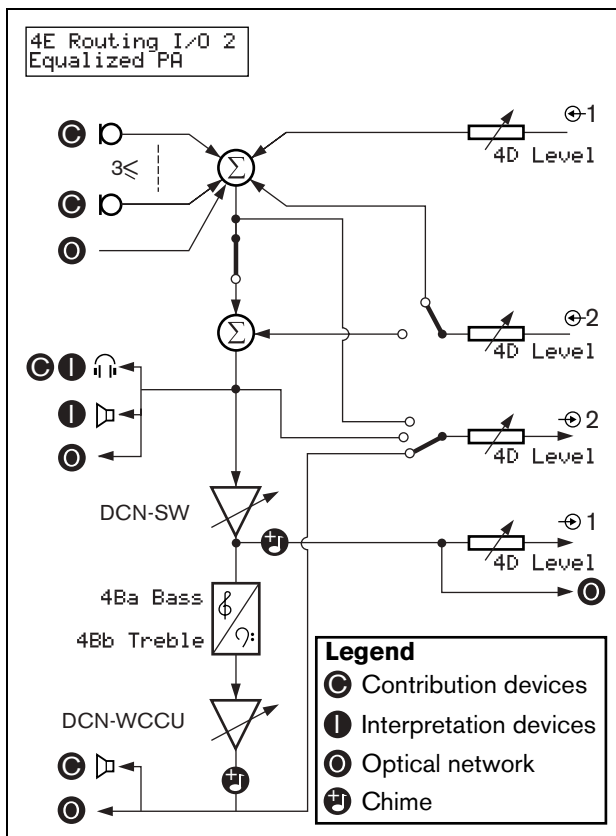 4E Routing I/O 2
Equalized PA
C
1
4D Level
3≤
Σ
C
O
2
4D Level
Σ
C I
I
O
2
4D Level
DCN-SW
1
4D Level
O
4Ba Bass
4Bb Treble
DCN-WCCU
C
O
Legend
C Contribution devices
I Interpretation devices
O Optical network
Chime